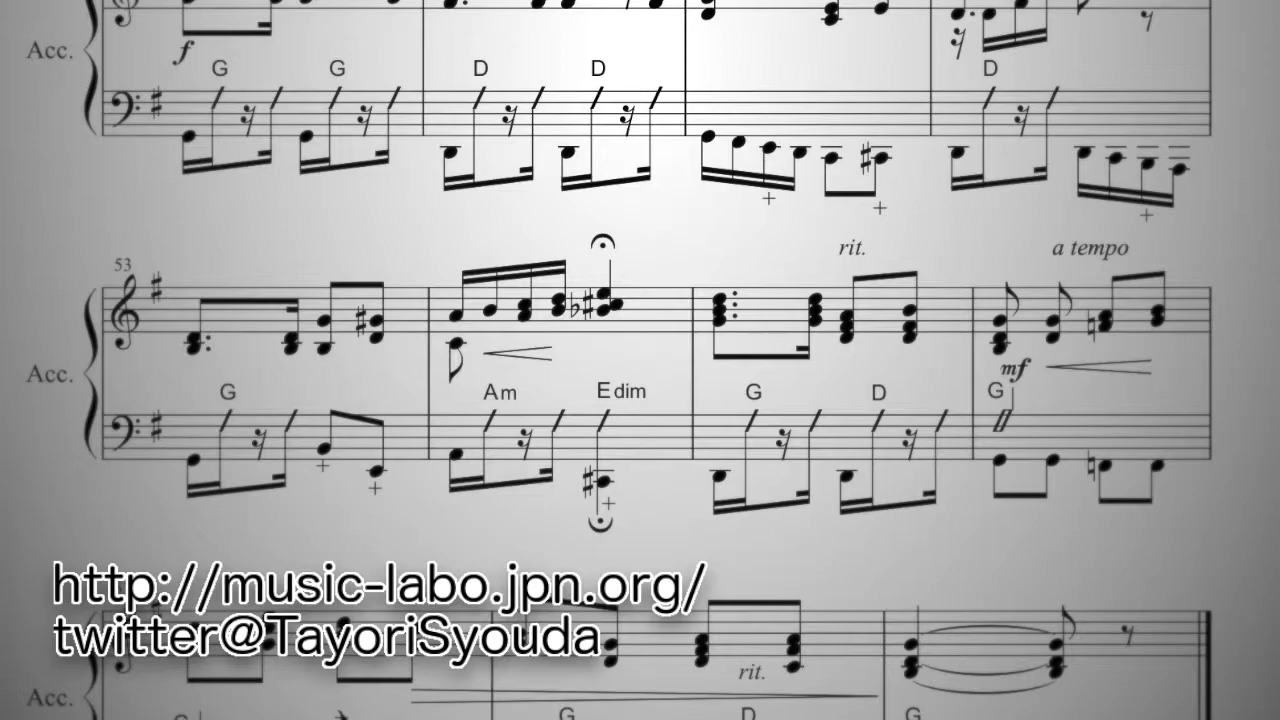 Acc.
f
G G D D D
53
rit. a tempo
Acc.
mf
G Am Edim G D G
http://music-labo.jpn.org/
twitter@TayoriSyouda
rit.
Acc.
G D G